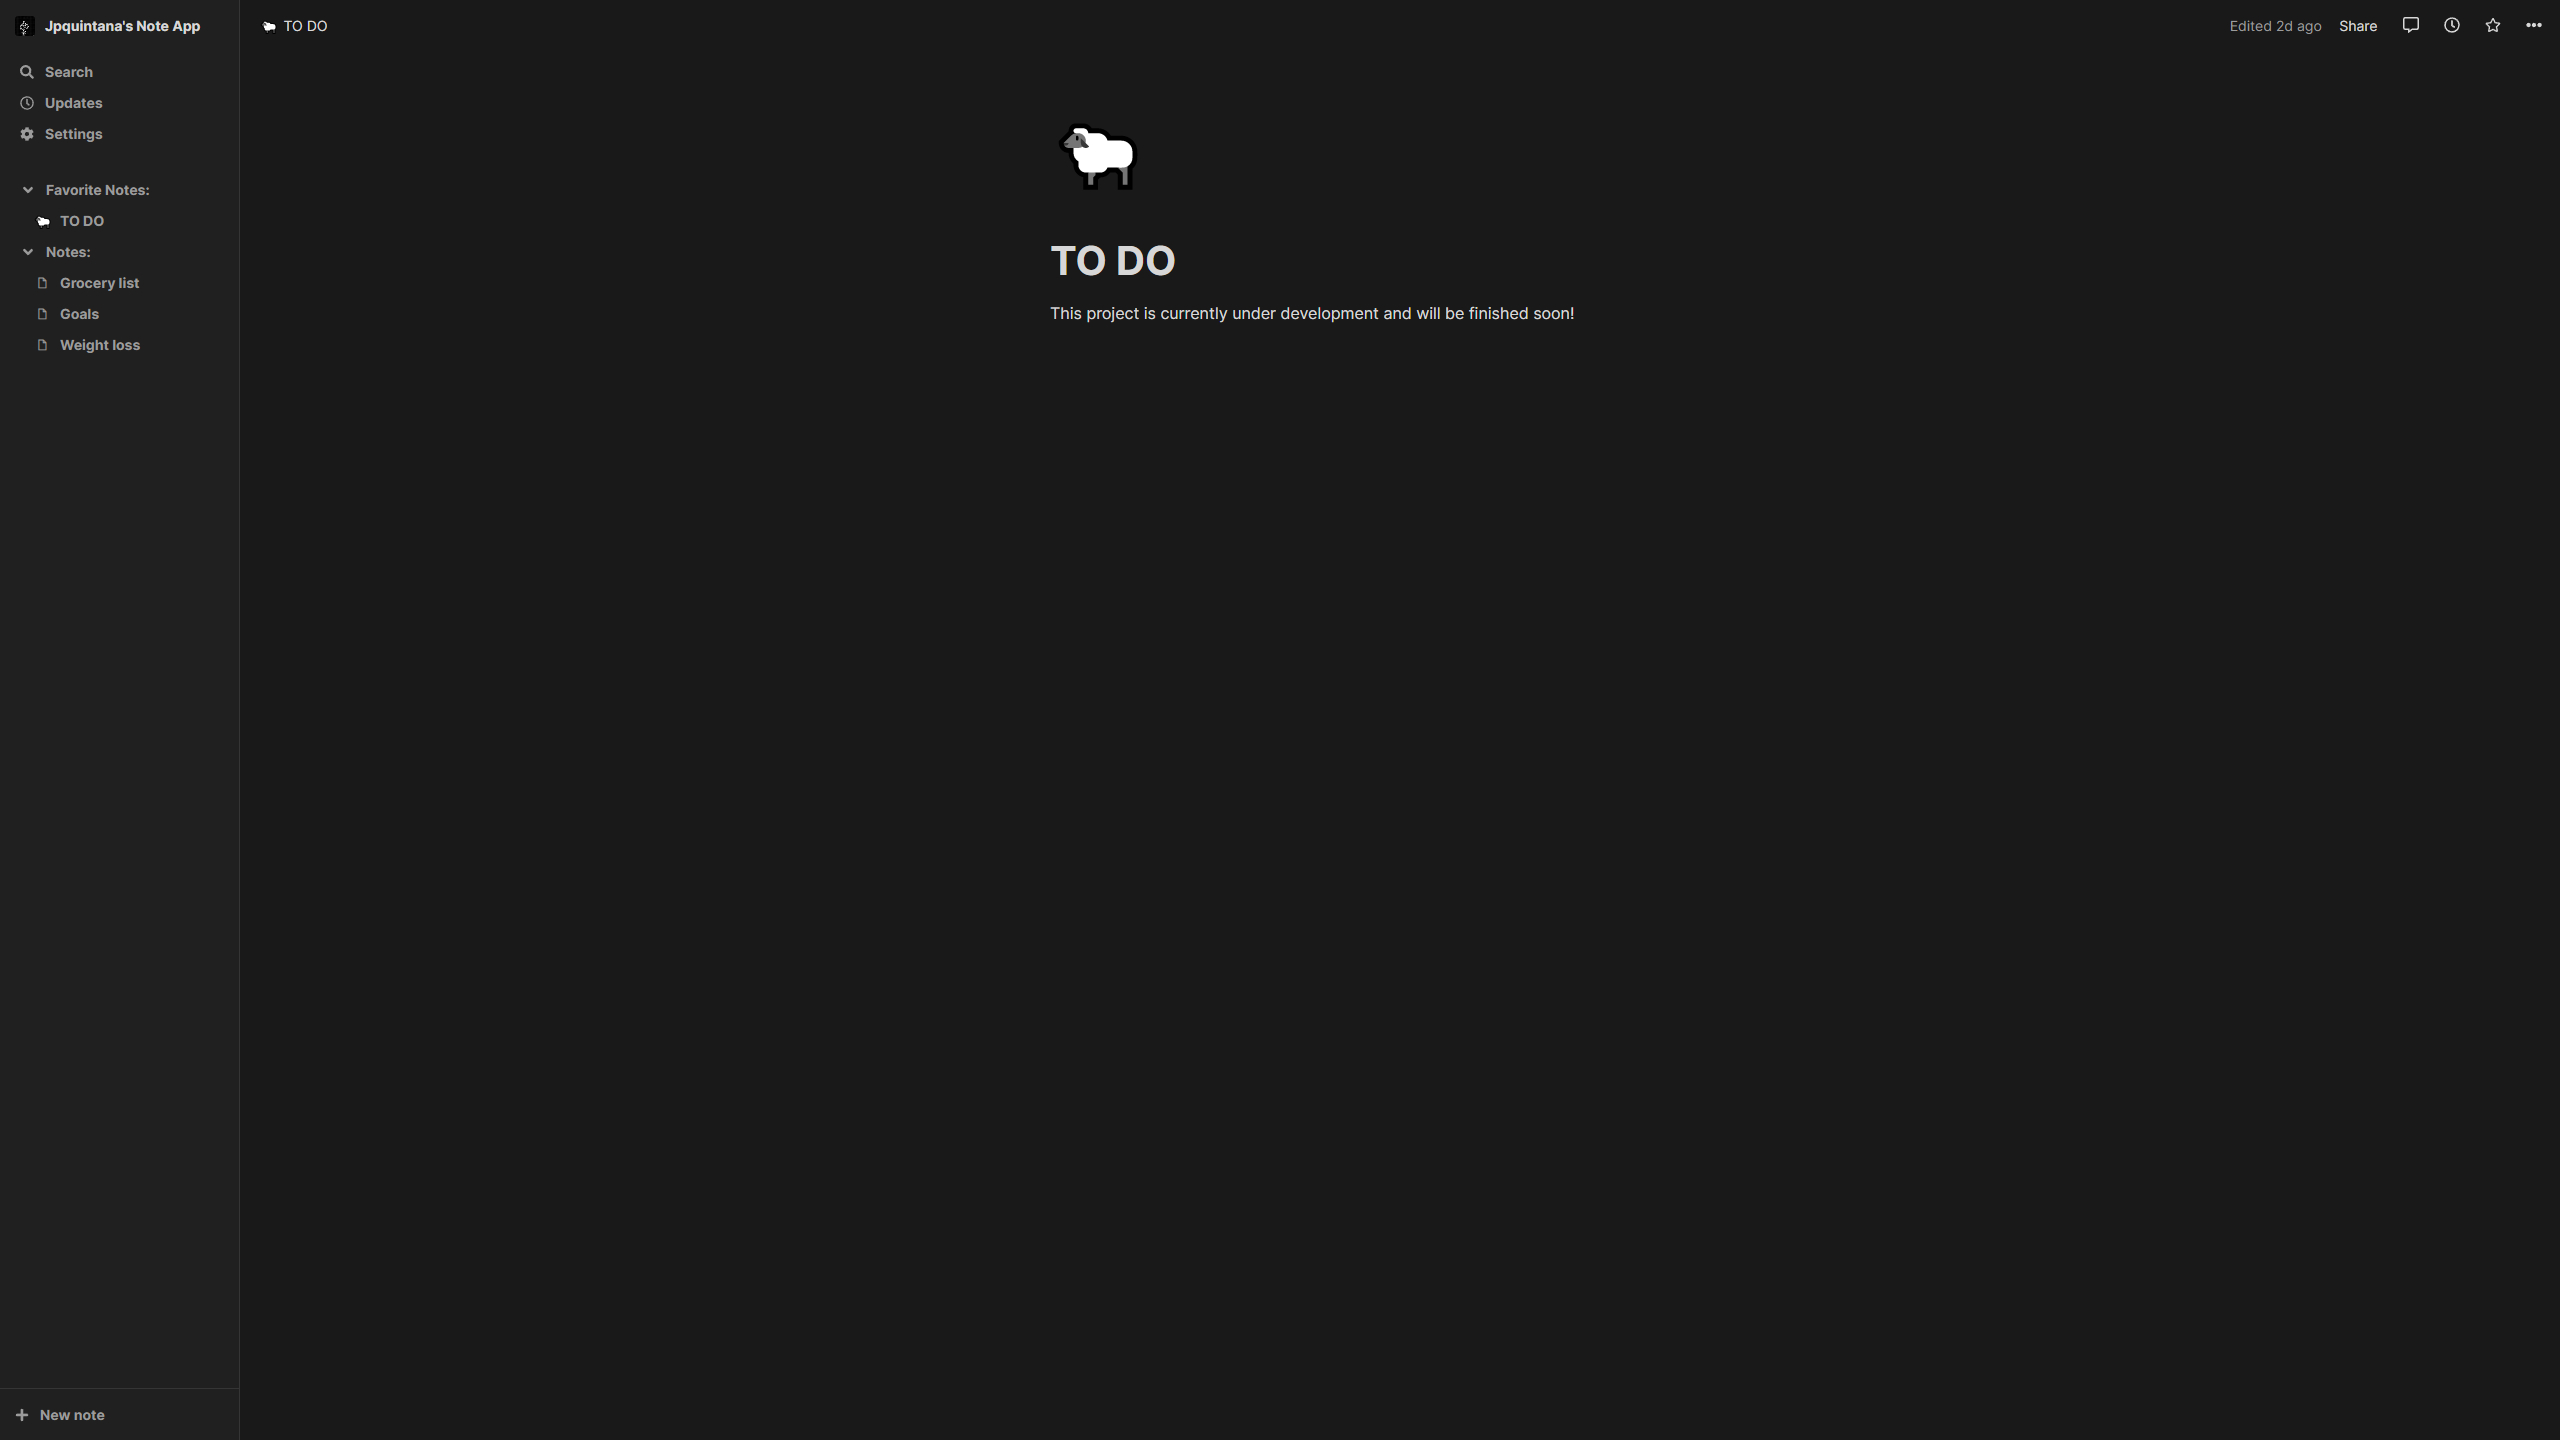 Jpquintana's Note App
Search
Updates
Settings
Favorite Notes:
TO DO
Notes:
Grocery list
Goals
Weight loss
New note
TO DO
Edited 2d ago
Share
TO DO
This project is currently under development and will be finished soon!